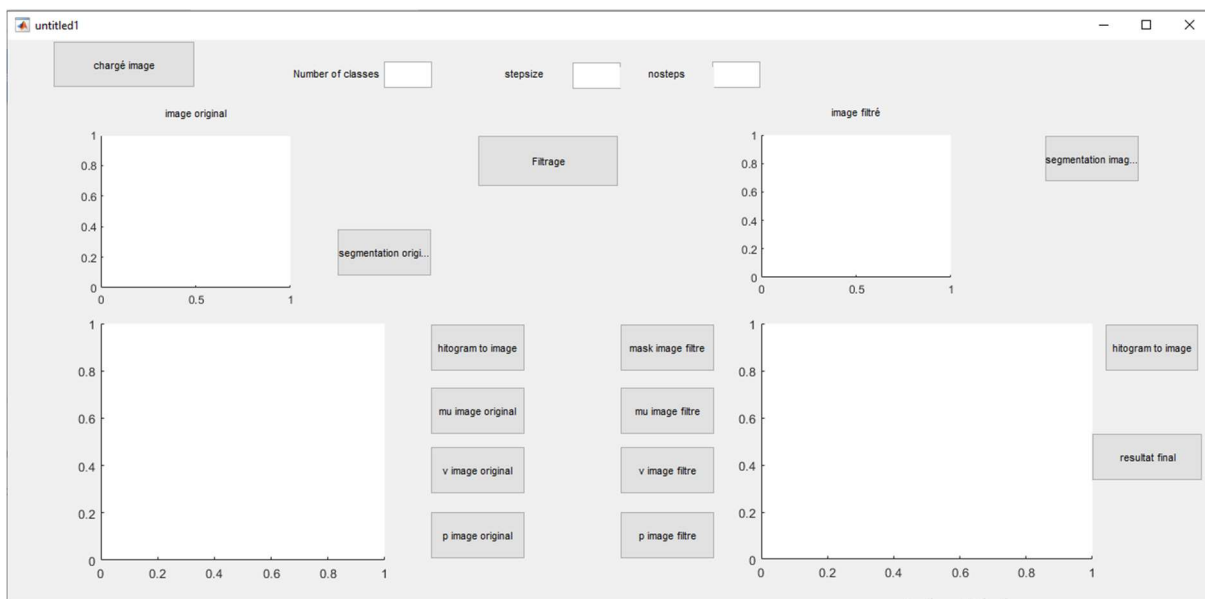 untitled1
chargé image
Number of classes
stepsize
nosteps
image original
image filtré
1
0.8
0.6
0.4
0.2
0
0
0.5
1
Filtrage
segmentation origi...
1
0.8
0.6
0.4
0.2
0
0
0.5
1
segmentation imag...
1
0.8
0.6
0.4
0.2
0
0
0.2
0.4
0.6
0.8
1
hitogram to image
mu image original
v image original
p image original
mask image filtre
mu image filtre
v image filtre
p image filtre
1
0.8
0.6
0.4
0.2
0
0
0.2
0.4
0.6
0.8
1
hitogram to image
resultat final